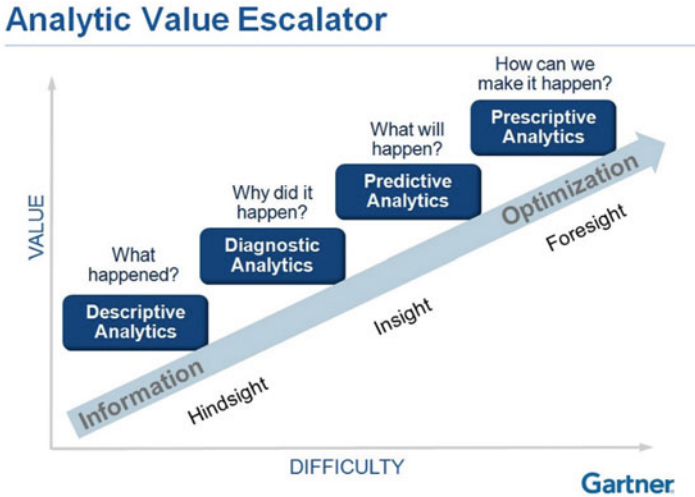 Analytic Value Escalator
How can we
make it happen?
Prescriptive
Analytics
What will
happen?
Predictive
Analytics
Why did it
happen?
Diagnostic
Analytics
What
happened?
Descriptive
Analytics
VALUE
Information
Optimization
Hindsight
Insight
Foresight
DIFFICULTY
Gartner